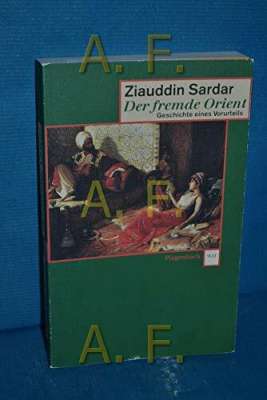 A. F.
Ziauddin Sardar
Der fremde Orient
Geschichte eines Vorurteils
A. F.
Wagenbach
A. F.